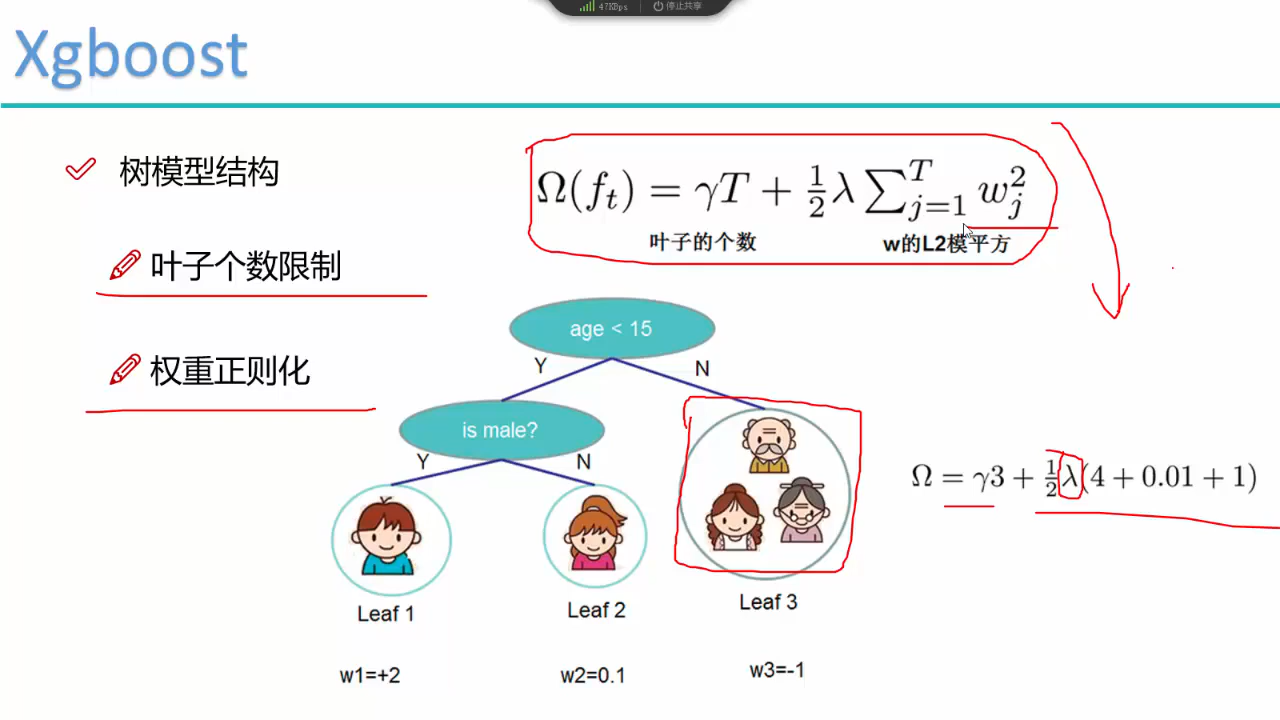 47KBps 停止共享
Xgboost
树模型结构
Ω(f_t) = γT + ½λ∑_{j=1}^{T} w_j^2
叶子的个数 w的L2模平方
叶子个数限制
age < 15
权重正则化
Y N
is male?
Y N
Ω = γ3 + ½λ(4 + 0.01 + 1)
Leaf 1 Leaf 2 Leaf 3
w1=+2 w2=0.1 w3=-1